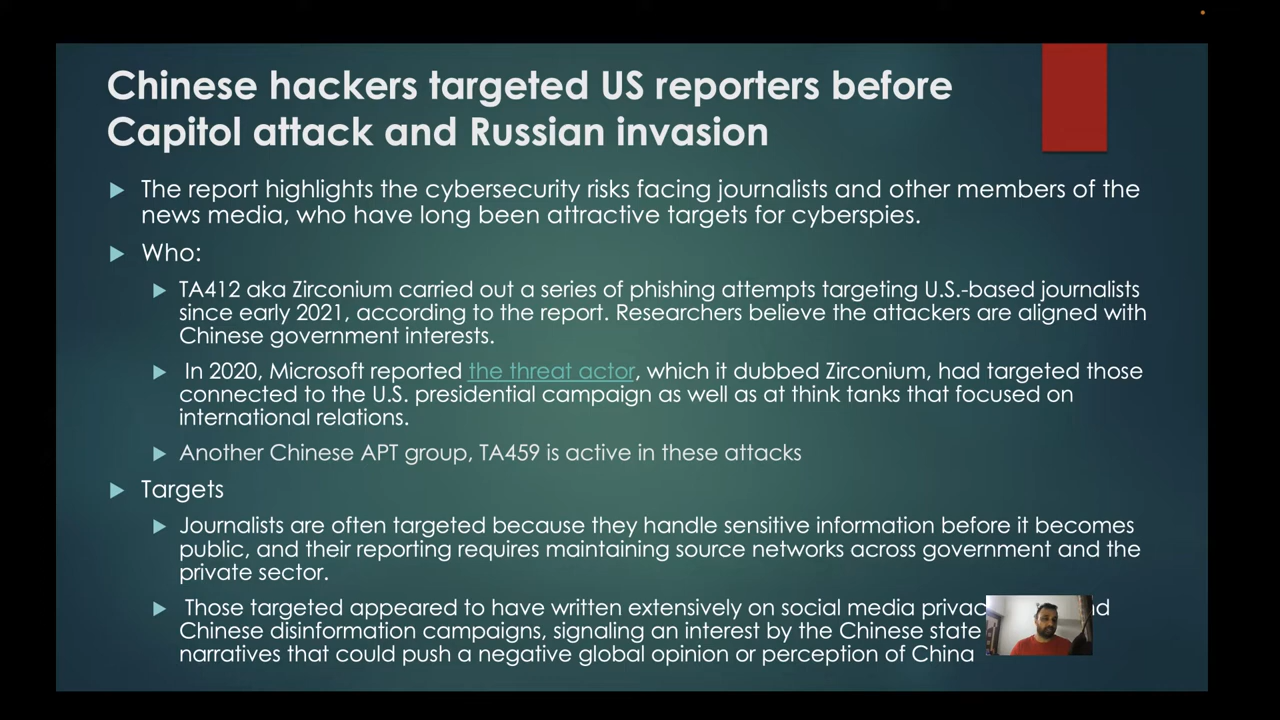 Chinese hackers targeted US reporters before
Capitol attack and Russian invasion
The report highlights the cybersecurity risks facing journalists and other members of the
news media, who have long been attractive targets for cyberspies.
Who:
TA412 aka Zirconium carried out a series of phishing attempts targeting U.S.-based journalists
since early 2021, according to the report. Researchers believe the attackers are aligned with
Chinese government interests.
In 2020, Microsoft reported the threat actor, which it dubbed Zirconium, had targeted those
connected to the U.S. presidential campaign as well as at think tanks that focused on
international relations.
Another Chinese APT group, TA459 is active in these attacks
Targets
Journalists are often targeted because they handle sensitive information before it becomes
public, and their reporting requires maintaining source networks across government and the
private sector.
Those targeted appeared to have written extensively on social media
Chinese disinformation campaigns, signaling an interest by the Chinese state
narratives that could push a negative global opinion or perception of China